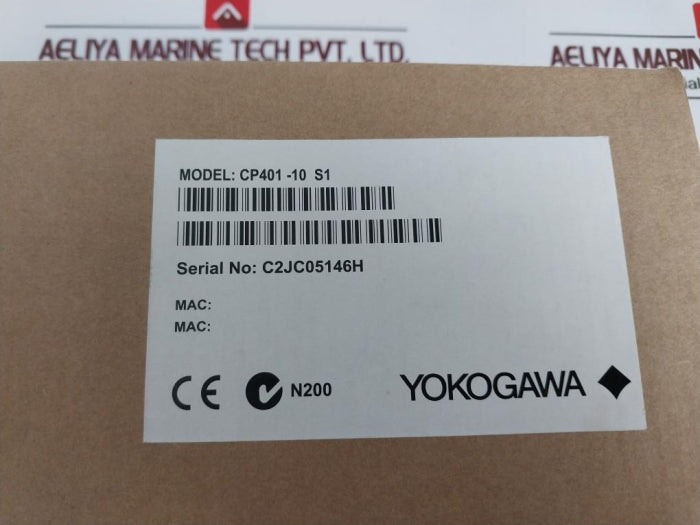 AELIYA MARINE TECH PVT. LTD.
AELIYA MARIN
MODEL: CP401 -10 S1
Serial No: C2JC05146H
MAC:
MAC:
CE N200 YOKOGAWA